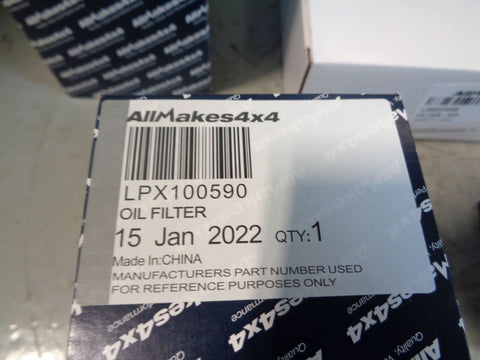 AllMakes4x4
LPX100590
OIL FILTER
15 Jan 2022 QTY:1
Made In:CHINA
MANUFACTURERS PART NUMBER USED
FOR REFERENCE PURPOSES ONLY
AllMakes4x4